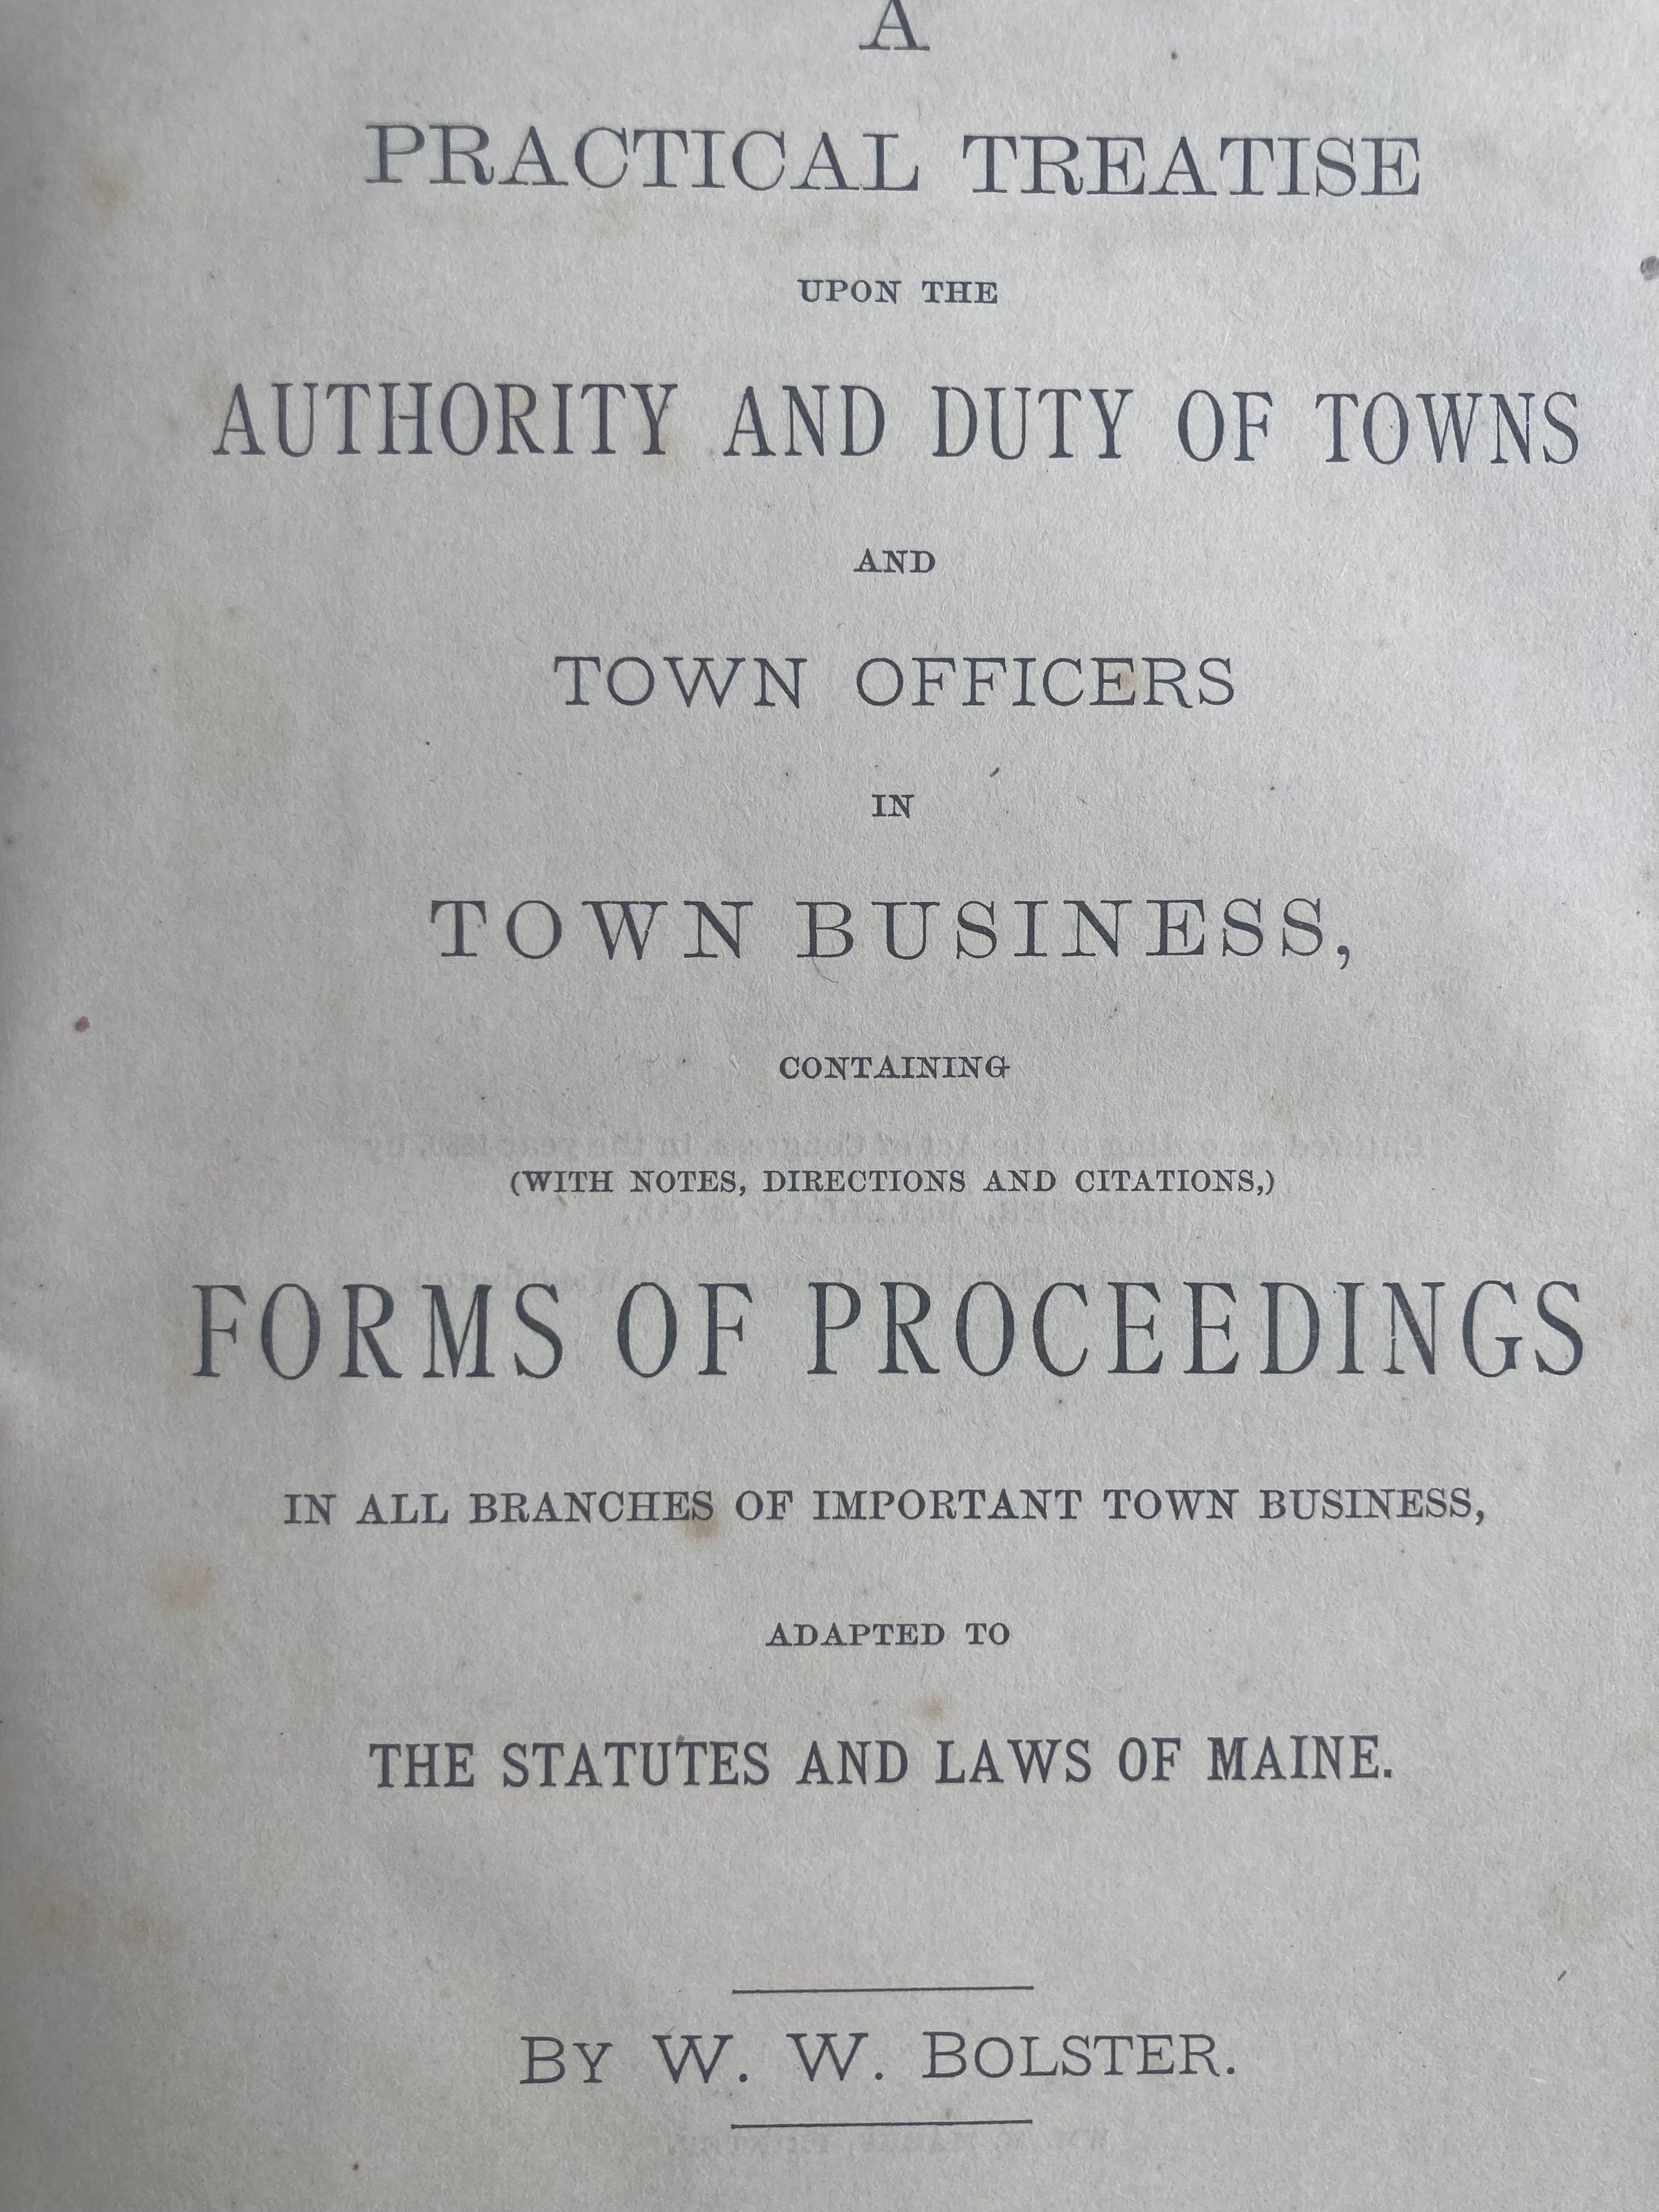 A
PRACTICAL TREATISE
UPON THE
AUTHORITY AND DUTY OF TOWNS
AND
TOWN OFFICERS
IN
TOWN BUSINESS,
CONTAINING
(WITH NOTES, DIRECTIONS AND CITATIONS,)
FORMS OF PROCEEDINGS
IN ALL BRANCHES OF IMPORTANT TOWN BUSINESS,
ADAPTED TO
THE STATUTES AND LAWS OF MAINE.
BY W. W. BOLSTER.